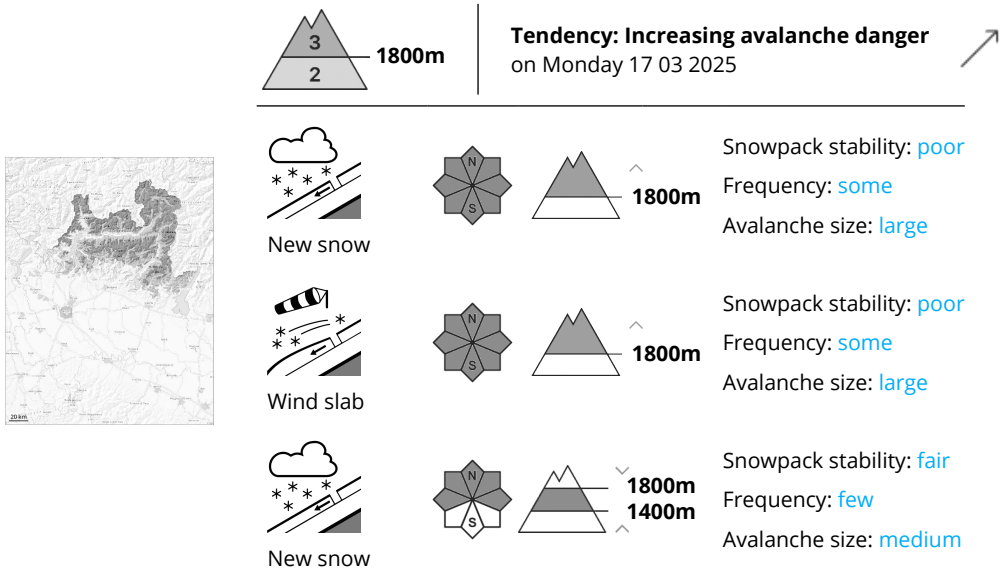 3
2
1800m
Tendency: Increasing avalanche danger
on Monday 17 03 2025
20 km
N
S
New snow
1800m
Snowpack stability: poor
Frequency: some
Avalanche size: large
N
S
Wind slab
1800m
Snowpack stability: poor
Frequency: some
Avalanche size: large
N
S
New snow
1800m
1400m
Snowpack stability: fair
Frequency: few
Avalanche size: medium